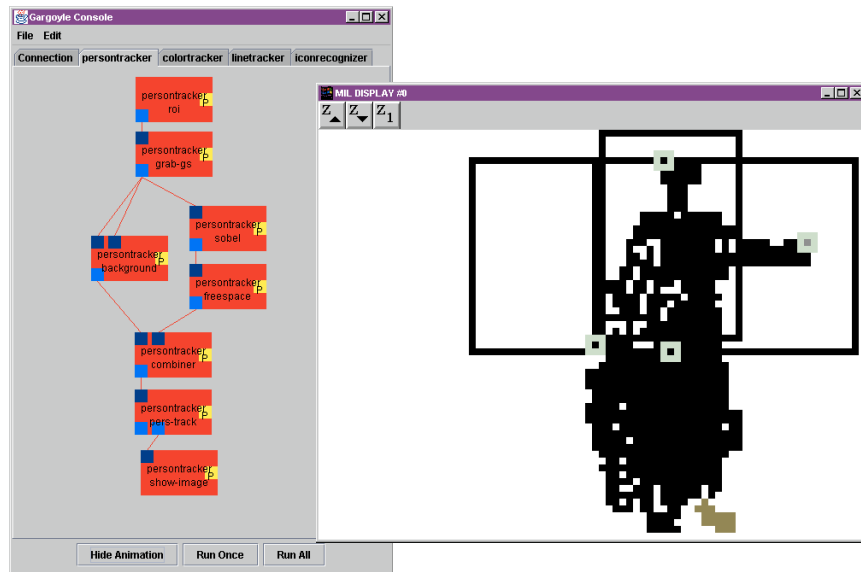 Gargoyle Console
File Edit
Connection persontracker colortracker linetracker iconrecognizer
persontracker
roi
P
persontracker
grab-gs
P
persontracker
sobel
P
persontracker
background
P
persontracker
freespace
P
persontracker
combiner
P
persontracker
pers-track
P
persontracker
show-image
P
Hide Animation Run Once Run All
MIL DISPLAY #0
Z Z Z1